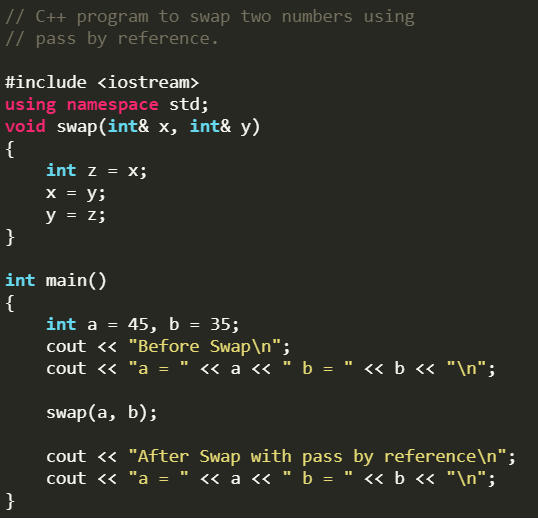 // C++ program to swap two numbers using
// pass by reference.
#include <iostream>
using namespace std;
void swap(int& x, int& y)
{
    int z = x;
    x = y;
    y = z;
}
int main()
{
    int a = 45, b = 35;
    cout << "Before Swap\n";
    cout << "a = " << a << " b = " << b << "\n";
    swap(a, b);
    cout << "After Swap with pass by reference\n";
    cout << "a = " << a << " b = " << b << "\n";
}